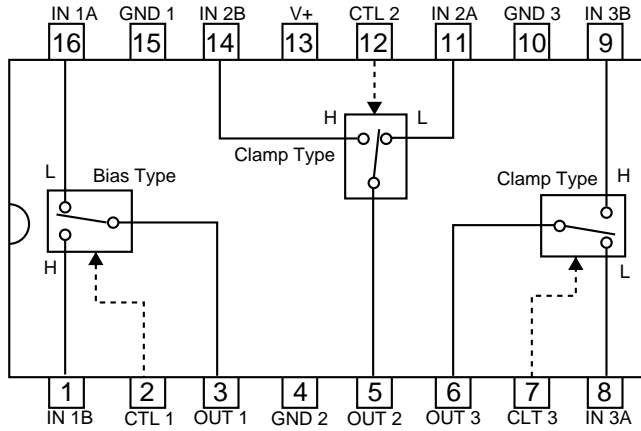 IN 1A GND 1 IN 2B V+ CTL 2 IN 2A GND 3 IN 3B
16 15 14 13 12 11 10 9
H L
Clamp Type
L Bias Type Clamp Type H
H L
1 2 3 4 5 6 7 8
IN 1B CTL 1 OUT 1 GND 2 OUT 2 OUT 3 CLT 3 IN 3A